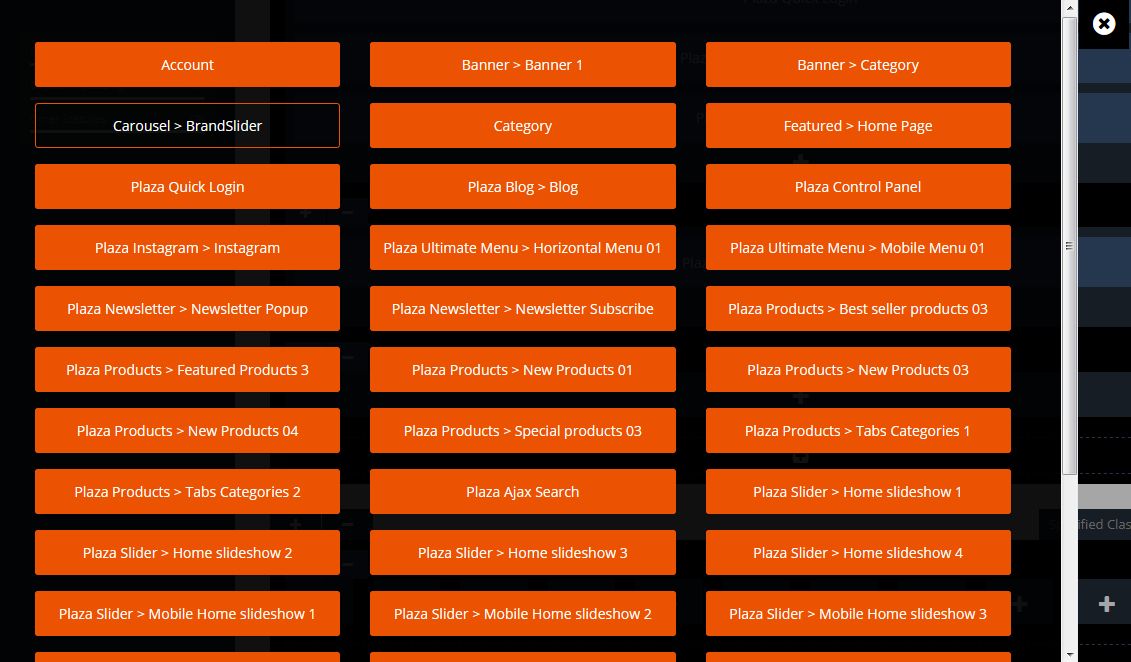 Plaza Quick Login
Account
Banner > Banner 1
Banner > Category
Carousel > BrandSlider
Category
Featured > Home Page
Plaza Quick Login
Plaza Blog > Blog
Plaza Control Panel
Plaza Instagram > Instagram
Plaza Ultimate Menu > Horizontal Menu 01
Plaza Ultimate Menu > Mobile Menu 01
Plaza Newsletter > Newsletter Popup
Plaza Newsletter > Newsletter Subscribe
Plaza Products > Best seller products 03
Plaza Products > Featured Products 3
Plaza Products > New Products 01
Plaza Products > New Products 03
Plaza Products > New Products 04
Plaza Products > Special products 03
Plaza Products > Tabs Categories 1
Plaza Products > Tabs Categories 2
Plaza Ajax Search
Plaza Slider > Home slideshow 1
Plaza Slider > Home slideshow 2
Plaza Slider > Home slideshow 3
Plaza Slider > Home slideshow 4
Plaza Slider > Mobile Home slideshow 1
Plaza Slider > Mobile Home slideshow 2
Plaza Slider > Mobile Home slideshow 3